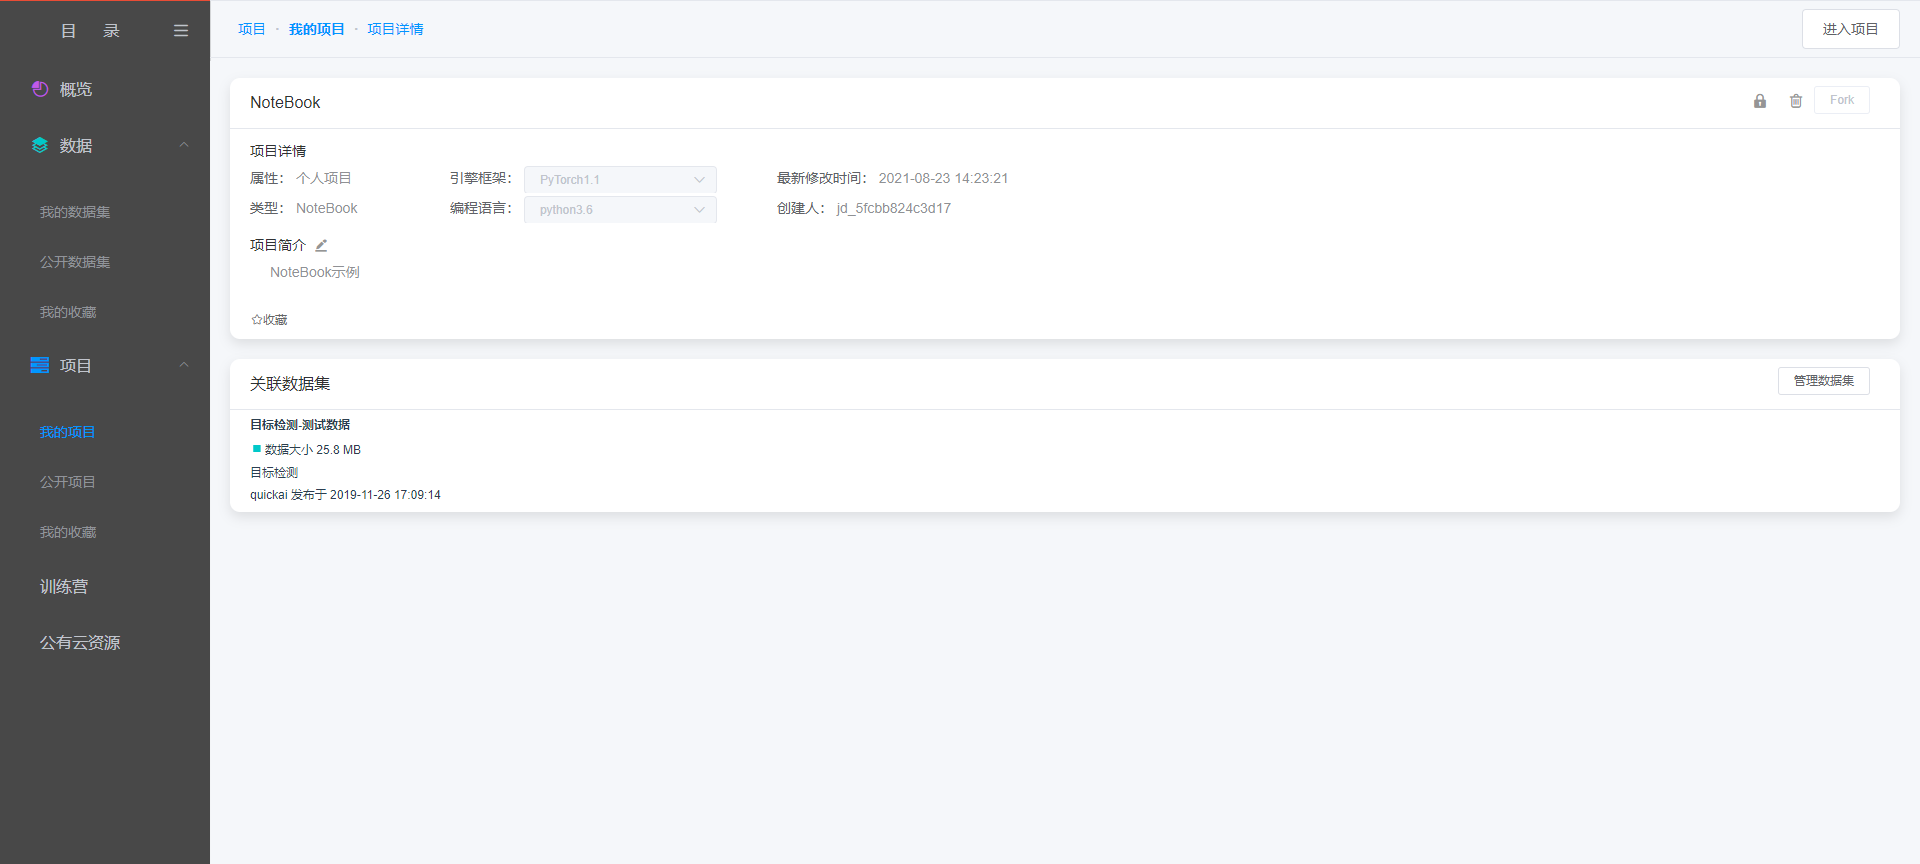 目 录
概览
数据
我的数据集
公开数据集
我的收藏
项目
我的项目
公开项目
我的收藏
训练营
公有云资源
项目 - 我的项目 - 项目详情
进入项目
NoteBook
Fork
项目详情
属性： 个人项目 引擎框架： PyTorch1.1 最新修改时间： 2021-08-23 14:23:21
类型： NoteBook 编程语言： python3.6 创建人： jd_5fcbb824c3d17
项目简介
NoteBook示例
收藏
关联数据集
管理数据集
目标检测-测试数据
数据大小 25.8 MB
目标检测
quickai 发布于 2019-11-26 17:09:14